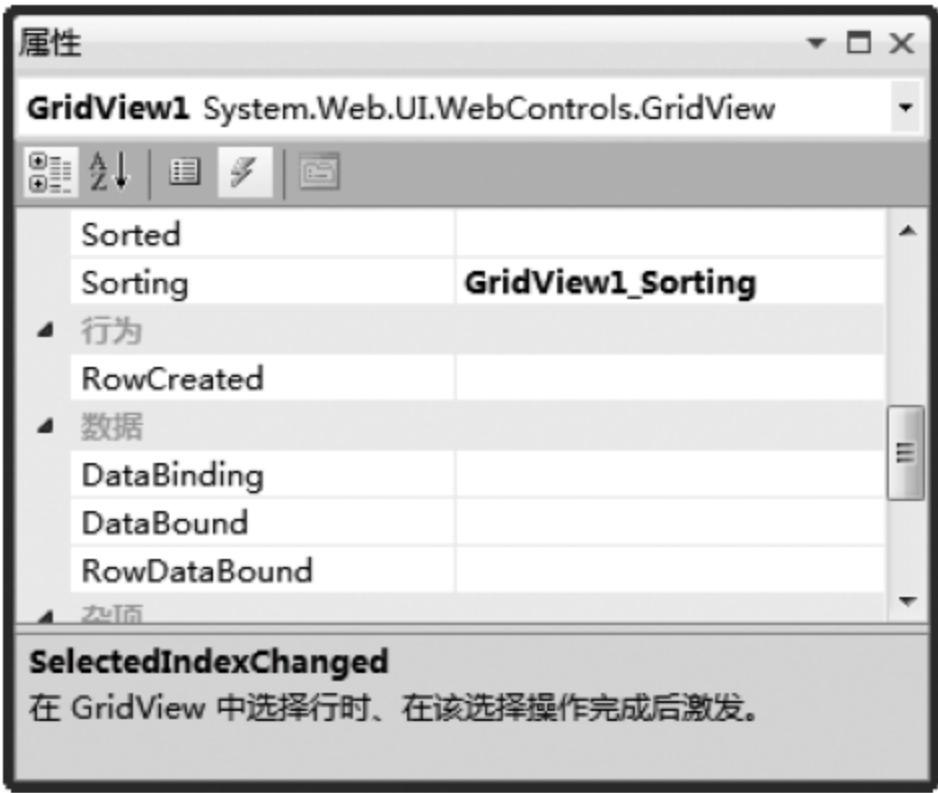 属性
GridView1 System.Web.UI.WebControls.GridView
Sorted
Sorting GridView1_Sorting
行为
RowCreated
数据
DataBinding
DataBound
RowDataBound
杂项
SelectedIndexChanged
在 GridView 中选择行时、在该选择操作完成后激发。